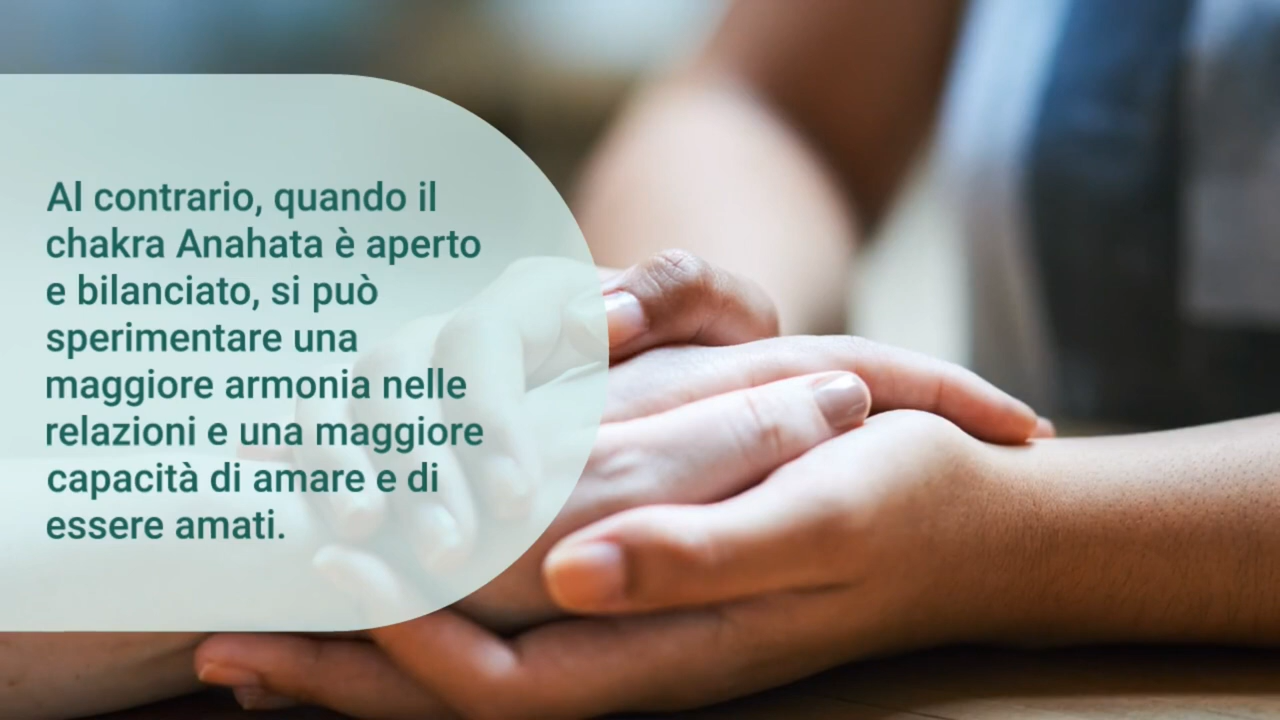 Al contrario, quando il
chakra Anahata è aperto
e bilanciato, si può
sperimentare una
maggiore armonia nelle
relazioni e una maggiore
capacità di amare e di
essere amati.